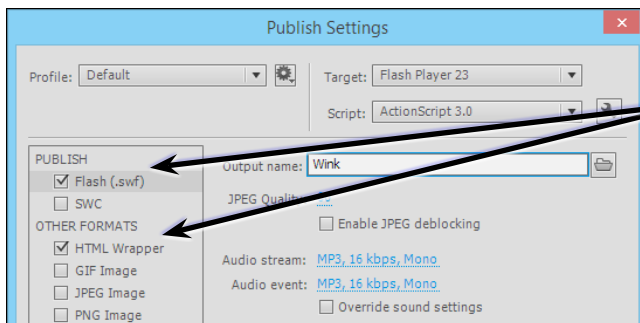 Publish Settings
Profile: Default
Target: Flash Player 23
Script: ActionScript 3.0
PUBLISH
Flash (.swf)
SWC
OTHER FORMATS
HTML Wrapper
GIF Image
JPEG Image
PNG Image
Output name: Wink
JPEG Quality:
Enable JPEG deblocking
Audio stream: MP3, 16 kbps, Mono
Audio event: MP3, 16 kbps, Mono
Override sound settings